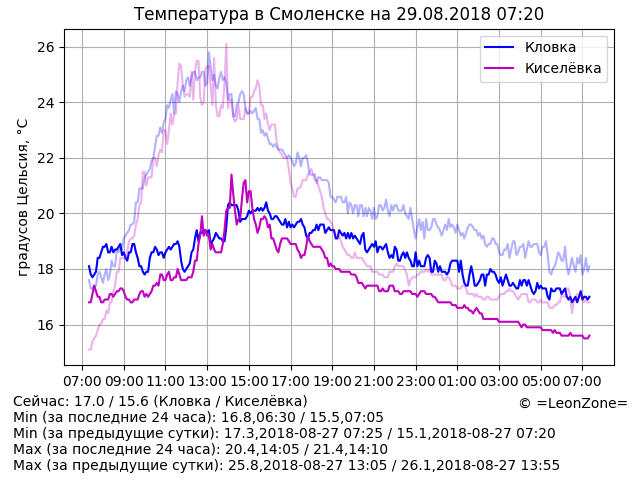 Температура в Смоленске на 29.08.2018 07:20
градусов Цельсия, °C
26
24
22
20
18
16
Кловка
Киселёвка
07:00 09:00 11:00 13:00 15:00 17:00 19:00 21:00 23:00 01:00 03:00 05:00 07:00
Сейчас: 17.0 / 15.6 (Кловка / Киселёвка)
© =LeonZone=
Min (за последние 24 часа): 16.8,06:30 / 15.5,07:05
Min (за предыдущие сутки): 17.3,2018-08-27 07:25 / 15.1,2018-08-27 07:20
Max (за последние 24 часа): 20.4,14:05 / 21.4,14:10
Max (за предыдущие сутки): 25.8,2018-08-27 13:05 / 26.1,2018-08-27 13:55